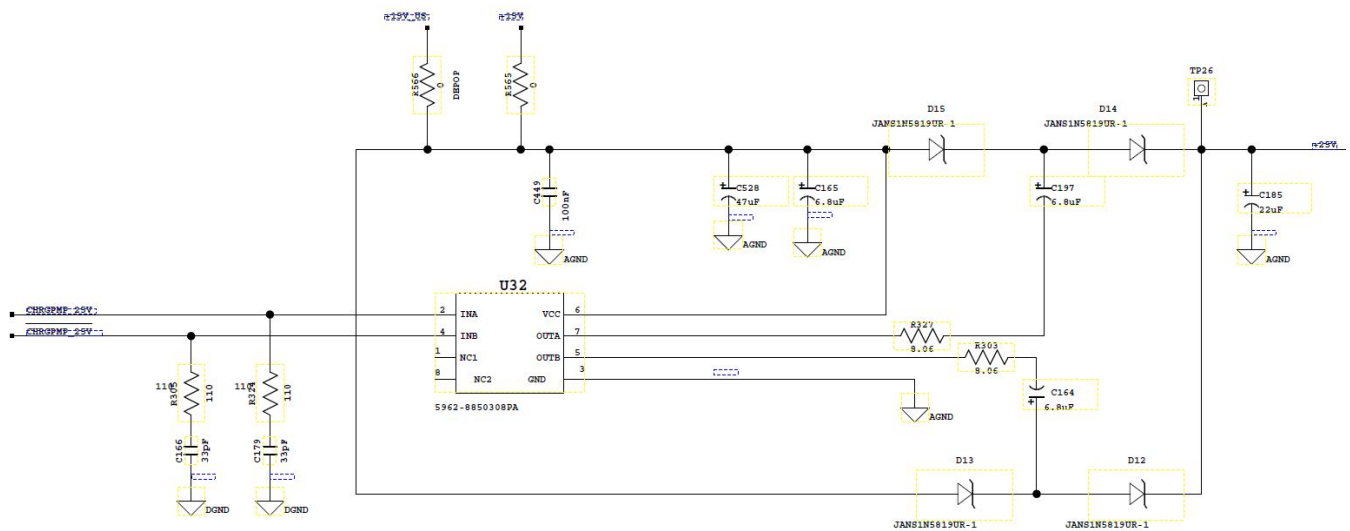 +15V_US
+15V
R566
0
DEPOP
R565
0
TP26
1
D15
JANS1N5819UR-1
D14
JANS1N5819UR-1
+25V
C449
100nF
AGND
C528
47uF
AGND
C165
6.8uF
AGND
C197
6.8uF
C185
22uF
AGND
U32
CHRGPMP_25V
CHRGPMP_25V
2 INA
4 INB
1 NC1
8 NC2
VCC 6
OUTA 7
OUTB 5
GND 3
5962-8850308PA
R327
8.06
R303
8.06
AGND
C164
6.8uF
110
R305
110
110
110
C166
33pF
C179
33pF
DGND
DGND
D13
JANS1N5819UR-1
D12
JANS1N5819UR-1